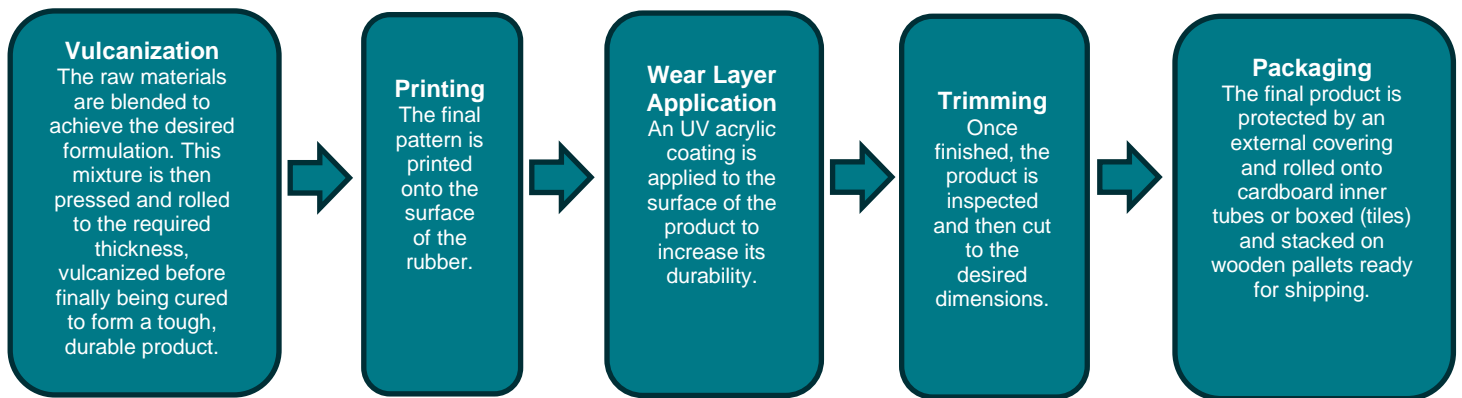 Vulcanization
The raw materials
are blended to
achieve the desired
formulation. This
mixture is then
pressed and rolled
to the required
thickness,
vulcanized before
finally being cured
to form a tough,
durable product.
Printing
The final
pattern is
printed
onto the
surface
of the
rubber.
Wear Layer
Application
An UV acrylic
coating is
applied to the
surface of the
product to
increase its
durability.
Trimming
Once
finished, the
product is
inspected
and then cut
to the
desired
dimensions.
Packaging
The final product is
protected by an
external covering
and rolled onto
cardboard inner
tubes or boxed (tiles)
and stacked on
wooden pallets ready
for shipping.